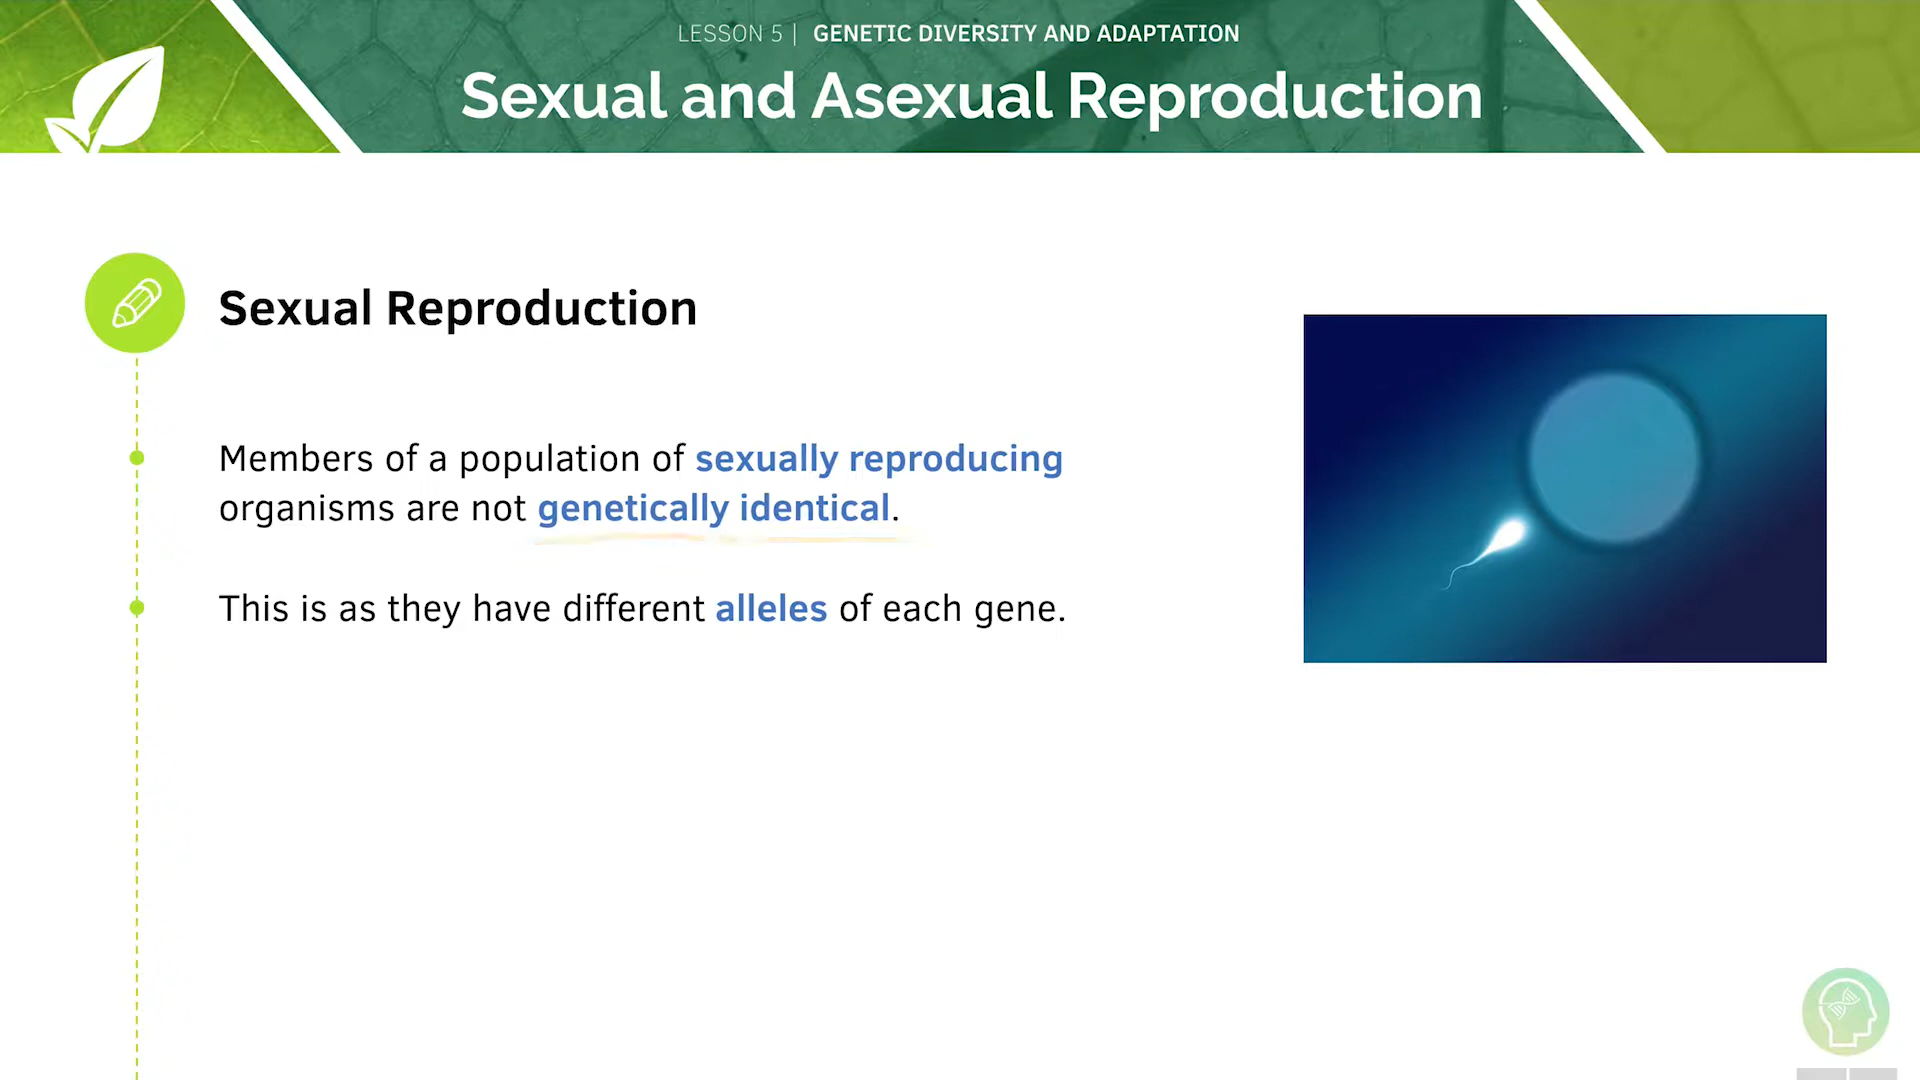 LESSON 5 | GENETIC DIVERSITY AND ADAPTATION
Sexual and Asexual Reproduction
Sexual Reproduction
Members of a population of sexually reproducing
organisms are not genetically identical.
This is as they have different alleles of each gene.